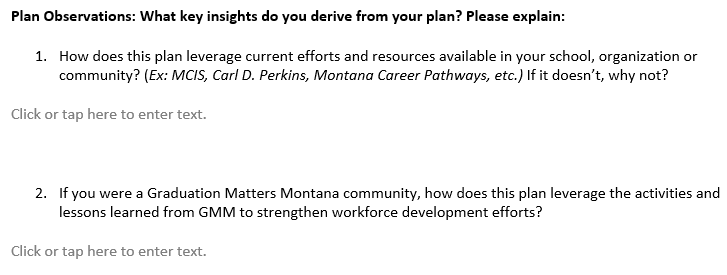 Plan Observations: What key insights do you derive from your plan? Please explain:
1. How does this plan leverage current efforts and resources available in your school, organization or
community? (Ex: MCIS, Carl D. Perkins, Montana Career Pathways, etc.) If it doesn't, why not?
Click or tap here to enter text.
2. If you were a Graduation Matters Montana community, how does this plan leverage the activities and
lessons learned from GMM to strengthen workforce development efforts?
Click or tap here to enter text.